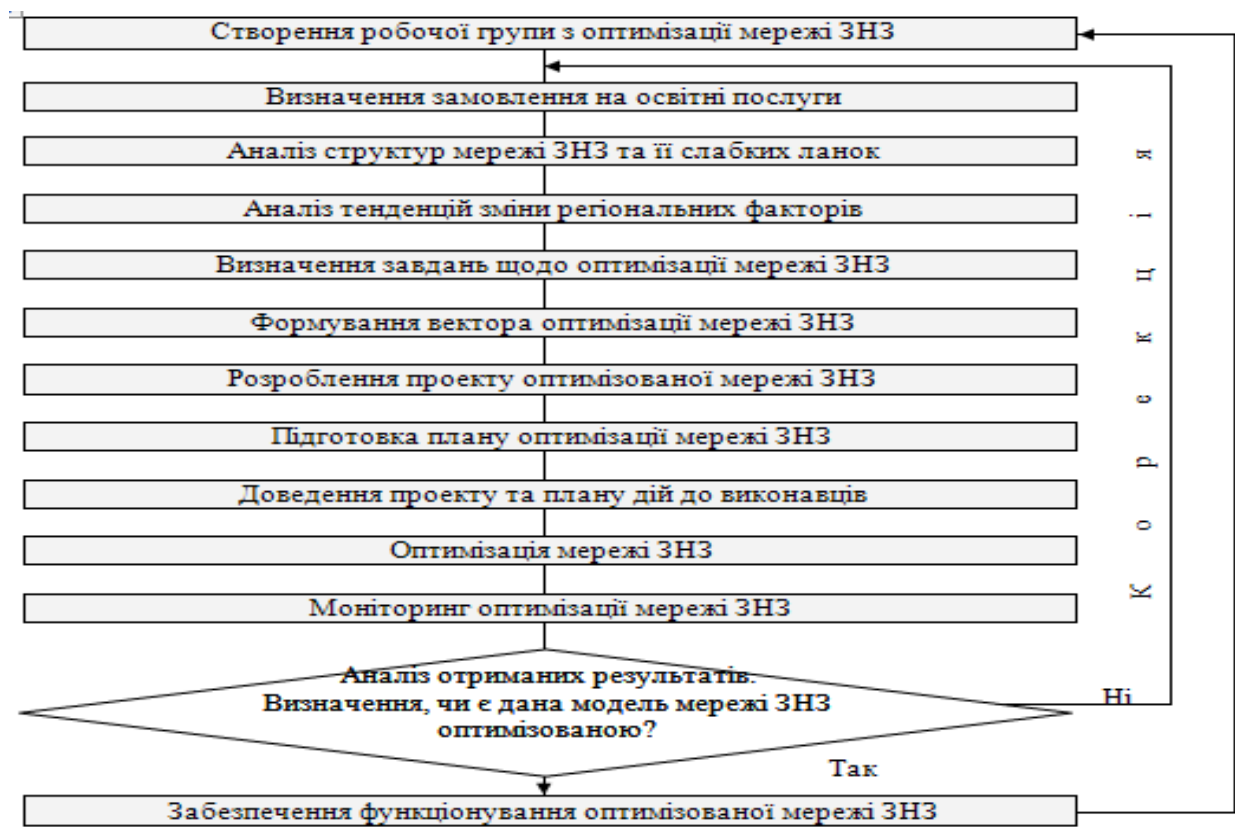 Створення робочої групи з оптимізації мережі ЗНЗ
Визначення замовлення на освітні послуги
Аналіз структур мережі ЗНЗ та її слабких ланок
Аналіз тенденцій зміни регіональних факторів
Визначення завдань щодо оптимізації мережі ЗНЗ
Формування вектора оптимізації мережі ЗНЗ
Розроблення проекту оптимізованої мережі ЗНЗ
Підготовка плану оптимізації мережі ЗНЗ
Доведення проекту та плану дій до виконавців
Оптимізація мережі ЗНЗ
Моніторинг оптимізації мережі ЗНЗ
Аналіз отриманих результатів.
Визначення, чи є дана модель мережі ЗНЗ
оптимізованою?
Ні
Корекція
Так
Забезпечення функціонування оптимізованої мережі ЗНЗ